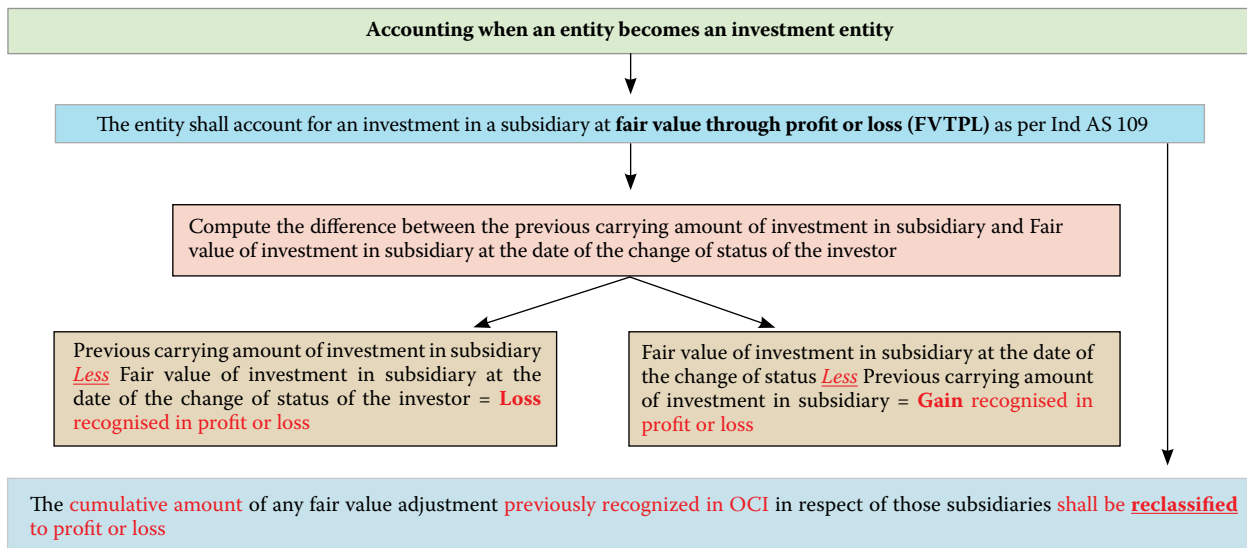 Accounting when an entity becomes an investment entity
The entity shall account for an investment in a subsidiary at fair value through profit or loss (FVTPL) as per Ind AS 109
Compute the difference between the previous carrying amount of investment in subsidiary and Fair
value of investment in subsidiary at the date of the change of status of the investor
Previous carrying amount of investment in subsidiary
Less Fair value of investment in subsidiary at the
date of the change of status of the investor = Loss
recognised in profit or loss
Fair value of investment in subsidiary at the date of
the change of status Less Previous carrying amount
of investment in subsidiary = Gain recognised in
profit or loss
The cumulative amount of any fair value adjustment previously recognized in OCI in respect of those subsidiaries shall be reclassified
to profit or loss